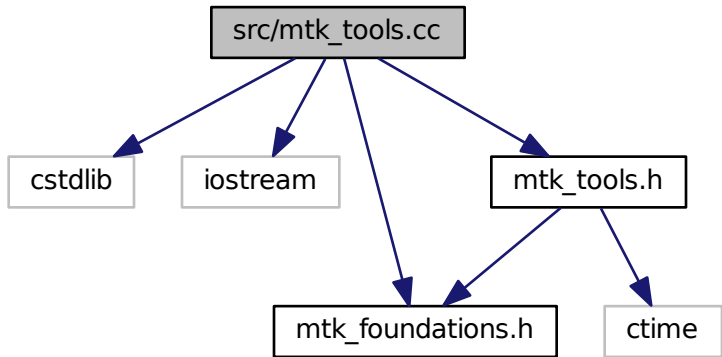 src/mtk_tools.cc
cstdlib
iostream
mtk_tools.h
mtk_foundations.h
ctime